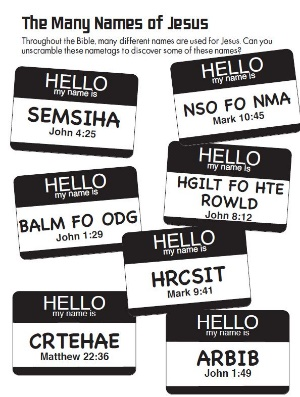 The Many Names of Jesus
Throughout the Bible, many different names are used for Jesus. Can you
unscramble these nametags to discover some of these names?
HELLO
my name is
SEMSIHA
John 4:25
HELLO
my name is
NSO FO NMA
Mark 10:45
HELLO
my name is
BALM FO ODG
John 1:29
HELLO
my name is
HGILT FO HTE
ROWLD
John 8:12
HELLO
my name is
HRCSIT
Mark 9:41
HELLO
my name is
CRTEHAE
Matthew 22:36
HELLO
my name is
ARBIB
John 1:49